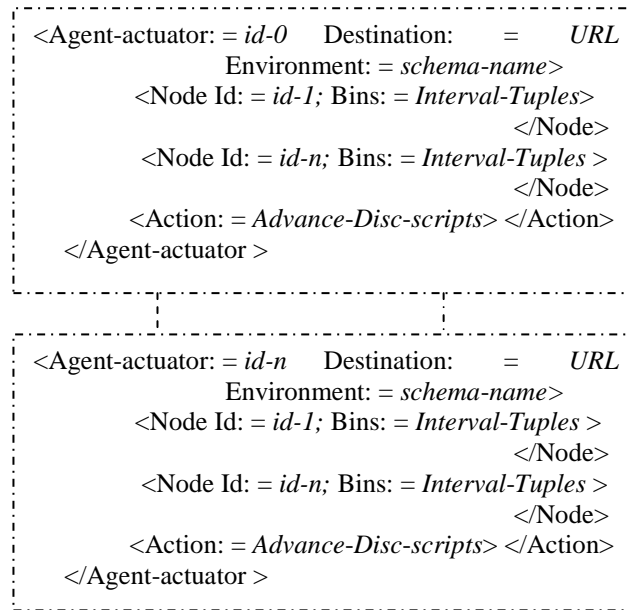 <Agent-actuator: = id-0 Destination: = URL
Environment: = schema-name>
<Node Id: = id-1; Bins: = Interval-Tuples>
</Node>
<Node Id: = id-n; Bins: = Interval-Tuples >
</Node>
<Action: = Advance-Disc-scripts> </Action>
</Agent-actuator >
<Agent-actuator: = id-n Destination: = URL
Environment: = schema-name>
<Node Id: = id-1; Bins: = Interval-Tuples >
</Node>
<Node Id: = id-n; Bins: = Interval-Tuples >
</Node>
<Action: = Advance-Disc-scripts> </Action>
</Agent-actuator >